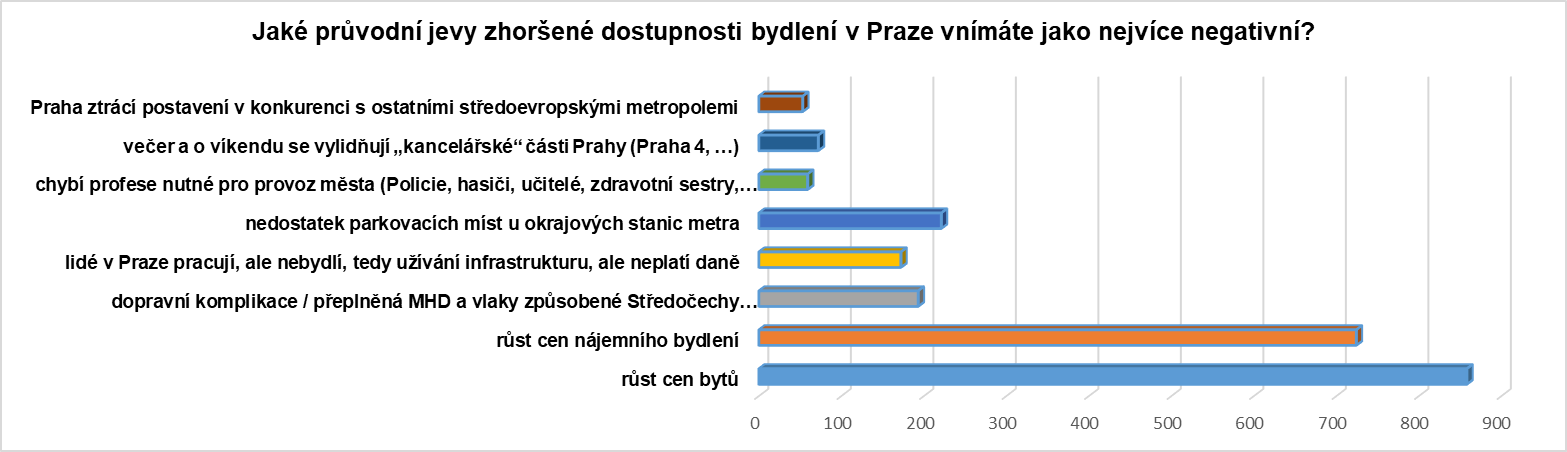 Jaké průvodní jevy zhoršené dostupnosti bydlení v Praze vnímáte jako nejvíce negativní?
Praha ztrácí postavení v konkurenci s ostatními středoevropskými metropolemi
večer a o víkendu se vylidňují „kancelářské“ části Prahy (Praha 4, …)
chybí profese nutné pro provoz města (Policie, hasiči, učitelé, zdravotní sestry,…
nedostatek parkovacích míst u okrajových stanic metra
lidé v Praze pracují, ale nebydlí, tedy užívání infrastrukturu, ale neplatí daně
dopravní komplikace / přeplněná MHD a vlaky způsobené Středočechy…
růst cen nájemního bydlení
růst cen bytů
0 100 200 300 400 500 600 700 800 900